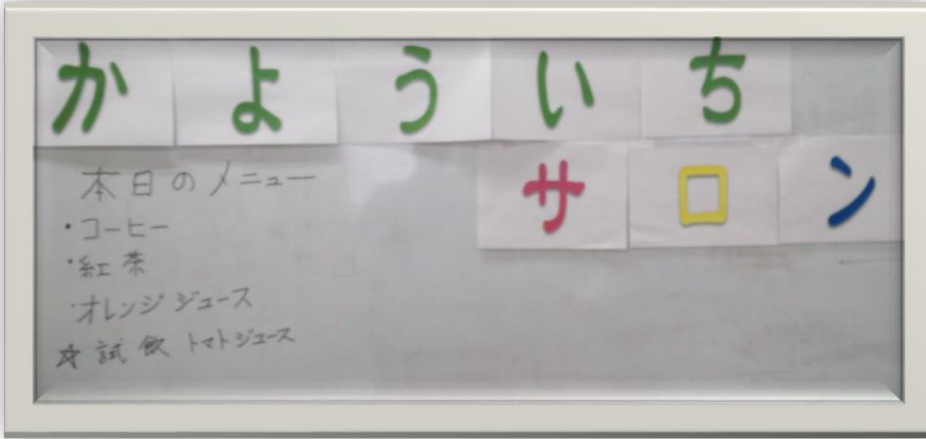 かようい​ち
サロン
本日のメニュー
・コーヒー
・紅茶
・オレンジジュース
☆試飲 トマトジュース